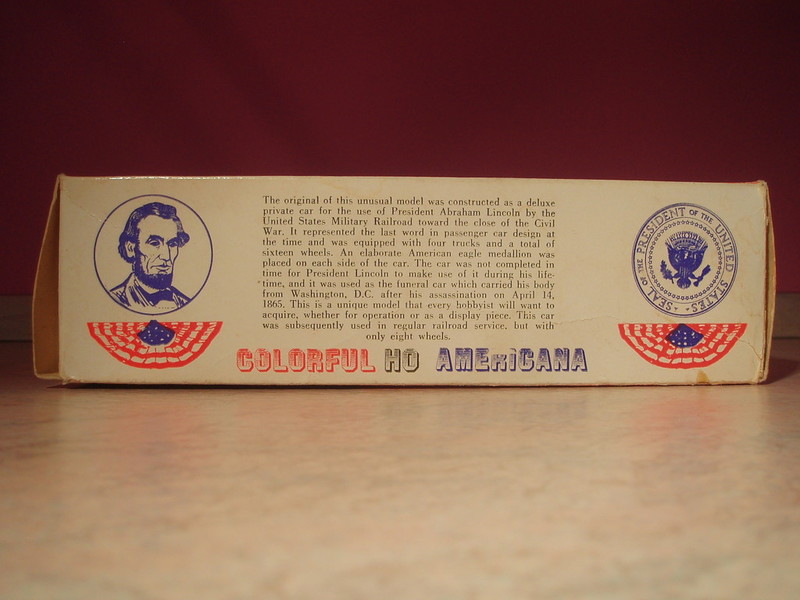 The original of this unusual model was constructed as a deluxe
private car for the use of President Abraham Lincoln by the
United States Military Railroad toward the close of the Civil
War. It represented the last word in passenger car design at
the time and was equipped with four trucks and a total of
sixteen wheels. An elaborate American eagle medallion was
placed on each side of the car. The car was not completed in
time for President Lincoln to make use of it during his life-
time, and it was used as the funeral car which carried his body
from Washington, D.C. after his assassination on April 14,
1865. This is a unique model that every hobbyist will want to
acquire, whether for operation or as a display piece. This car
was subsequently used in regular railroad service, but with
only eight wheels.
COLORFUL HO AMERICANA
SEAL OF THE PRESIDENT OF THE UNITED STATES